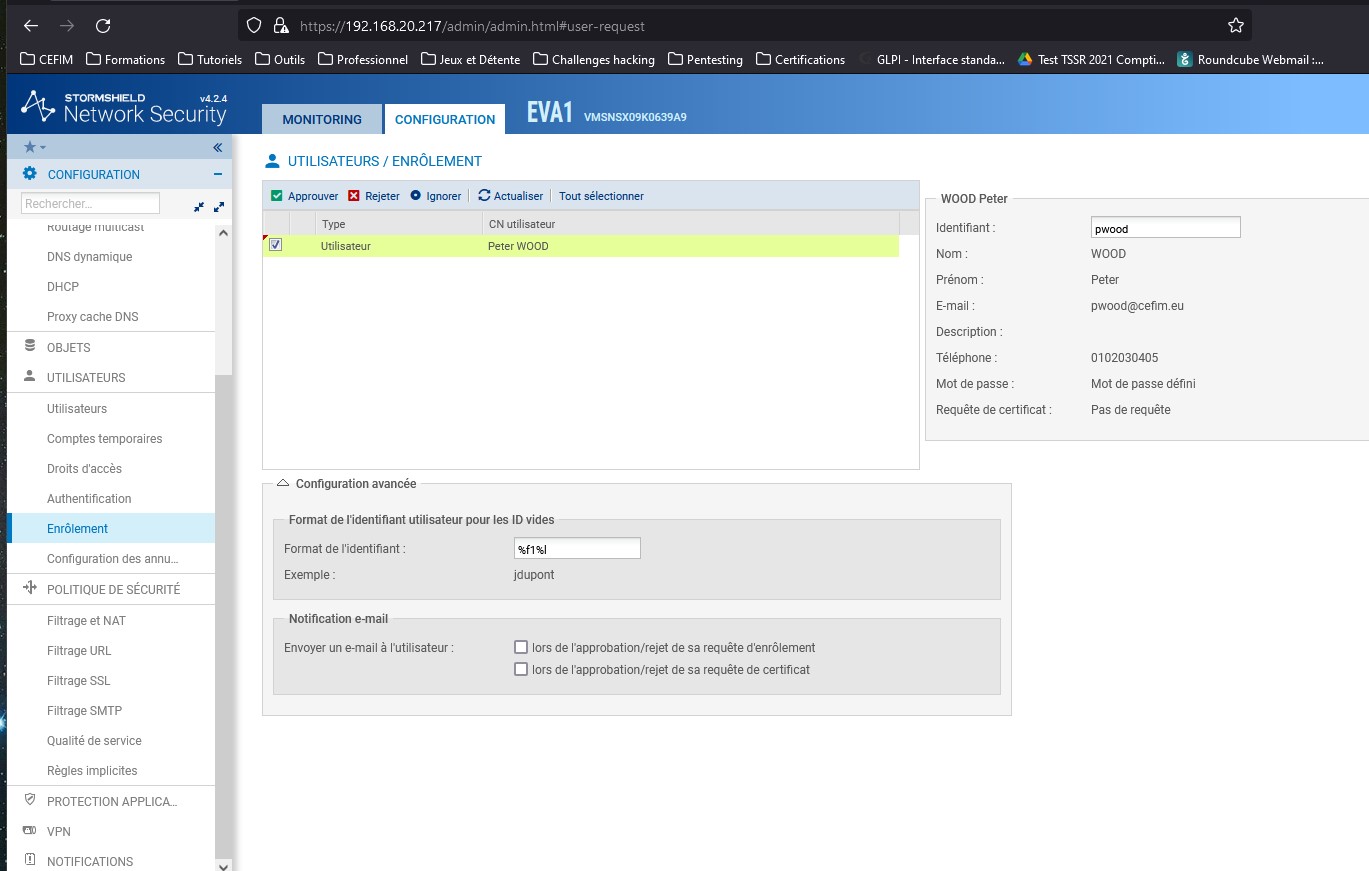 https://192.168.20.217/admin/admin.html#user-request
CEFIM Formations Tutoriels Outils Professionnel Jeux et Détente Challenges hacking Pentesting Certifications GLPI - Interface standa... Test TSSR 2021 Compti... Roundcube Webmail :...
STORMSHIELD v4.2.4
Network Security
MONITORING CONFIGURATION EVA1 VMSNSX09K0639A9
CONFIGURATION
Rechercher...
Routage multicast
DNS dynamique
DHCP
Proxy cache DNS
OBJETS
UTILISATEURS
Utilisateurs
Comptes temporaires
Droits d'accès
Authentification
Enrôlement
Configuration des annu...
POLITIQUE DE SÉCURITÉ
Filtrage et NAT
Filtrage URL
Filtrage SSL
Filtrage SMTP
Qualité de service
Règles implicites
PROTECTION APPLICA...
VPN
NOTIFICATIONS
UTILISATEURS / ENRÔLEMENT
Approuver Rejeter Ignorer Actualiser Tout sélectionner
Type CN utilisateur
Utilisateur Peter WOOD
WOOD Peter
Identifiant : pwood
Nom : WOOD
Prénom : Peter
E-mail : pwood@cefim.eu
Description :
Téléphone : 0102030405
Mot de passe : Mot de passe défini
Requête de certificat : Pas de requête
Configuration avancée
Format de l'identifiant utilisateur pour les ID vides
Format de l'identifiant : %f1%l
Exemple : jdupont
Notification e-mail
Envoyer un e-mail à l'utilisateur : lors de l'approbation/rejet de sa requête d'enrôlement
lors de l'approbation/rejet de sa requête de certificat